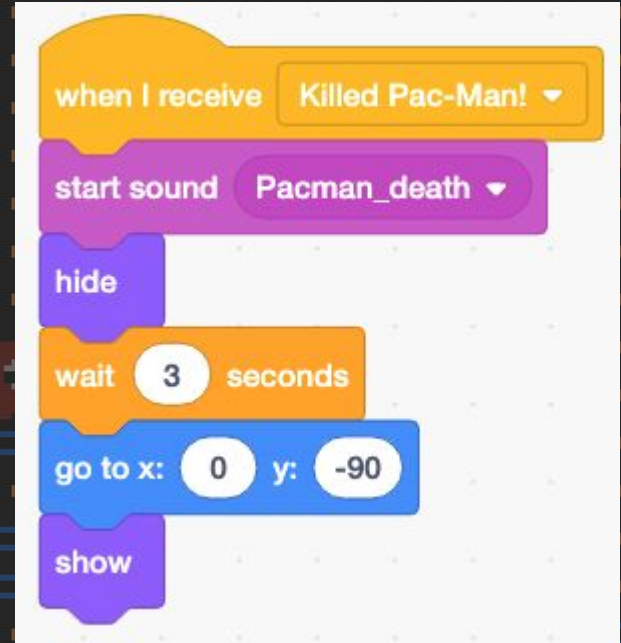 when I receive Killed Pac-Man!
start sound Pacman_death
hide
wait 3 seconds
go to x: 0 y: -90
show